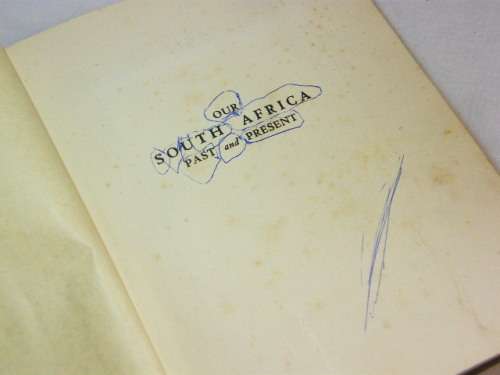 OUR
SOUTH AFRICA
PAST and PRESENT